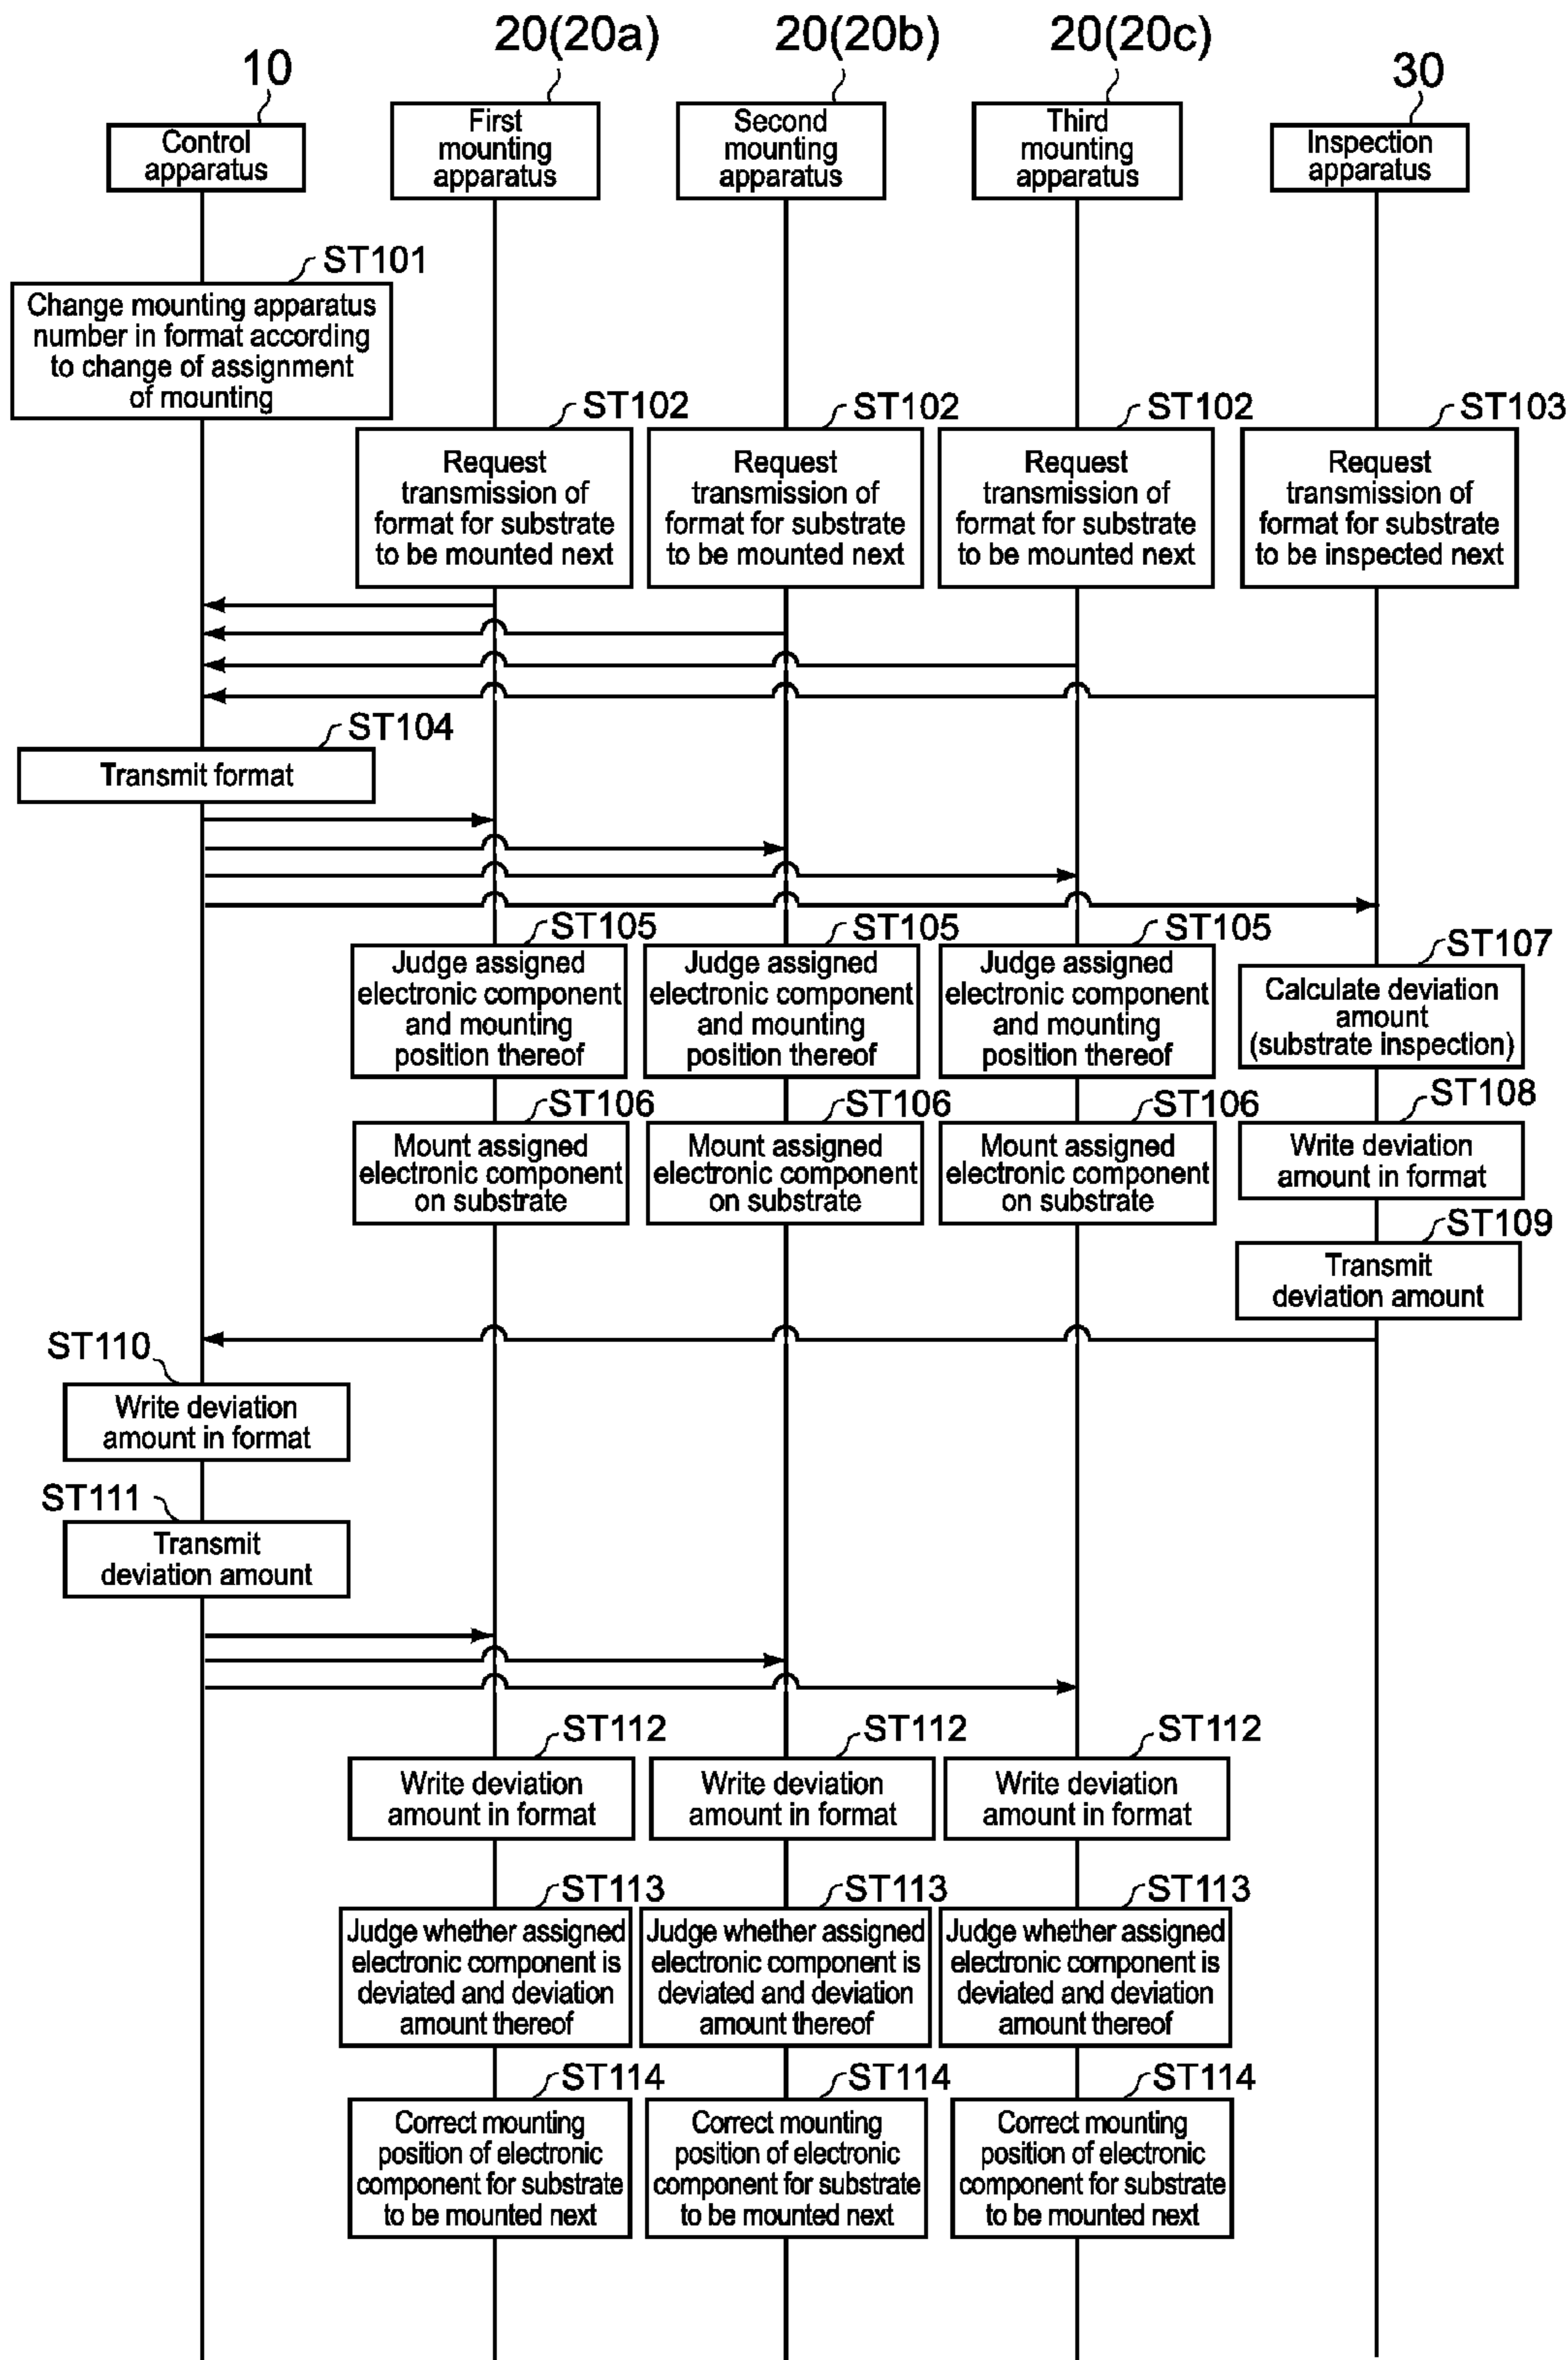 20(20a)
20(20b)
20(20c)
10
30
Control
apparatus
First
mounting
apparatus
Second
mounting
apparatus
Third
mounting
apparatus
Inspection
apparatus
ST101
Change mounting apparatus
number in format according
to change of assignment
of mounting
ST102
Request
transmission of
format for substrate
to be mounted next
ST102
Request
transmission of
format for substrate
to be mounted next
ST102
Request
transmission of
format for substrate
to be mounted next
ST103
Request
transmission of
format for substrate
to be inspected next
ST104
Transmit format
ST105
Judge assigned
electronic component
and mounting
position thereof
ST105
Judge assigned
electronic component
and mounting
position thereof
ST105
Judge assigned
electronic component
and mounting
position thereof
ST107
Calculate deviation
amount
(substrate inspection)
ST106
Mount assigned
electronic component
on substrate
ST106
Mount assigned
electronic component
on substrate
ST106
Mount assigned
electronic component
on substrate
ST108
Write deviation
amount in format
ST109
Transmit
deviation amount
ST110
Write deviation
amount in format
ST111
Transmit
deviation amount
ST112
Write deviation
amount in format
ST112
Write deviation
amount in format
ST112
Write deviation
amount in format
ST113
Judge whether assigned
electronic component is
deviated and deviation
amount thereof
ST113
Judge whether assigned
electronic component is
deviated and deviation
amount thereof
ST113
Judge whether assigned
electronic component is
deviated and deviation
amount thereof
ST114
Correct mounting
position of electronic
component for substrate
to be mounted next
ST114
Correct mounting
position of electronic
component for substrate
to be mounted next
ST114
Correct mounting
position of electronic
component for substrate
to be mounted next